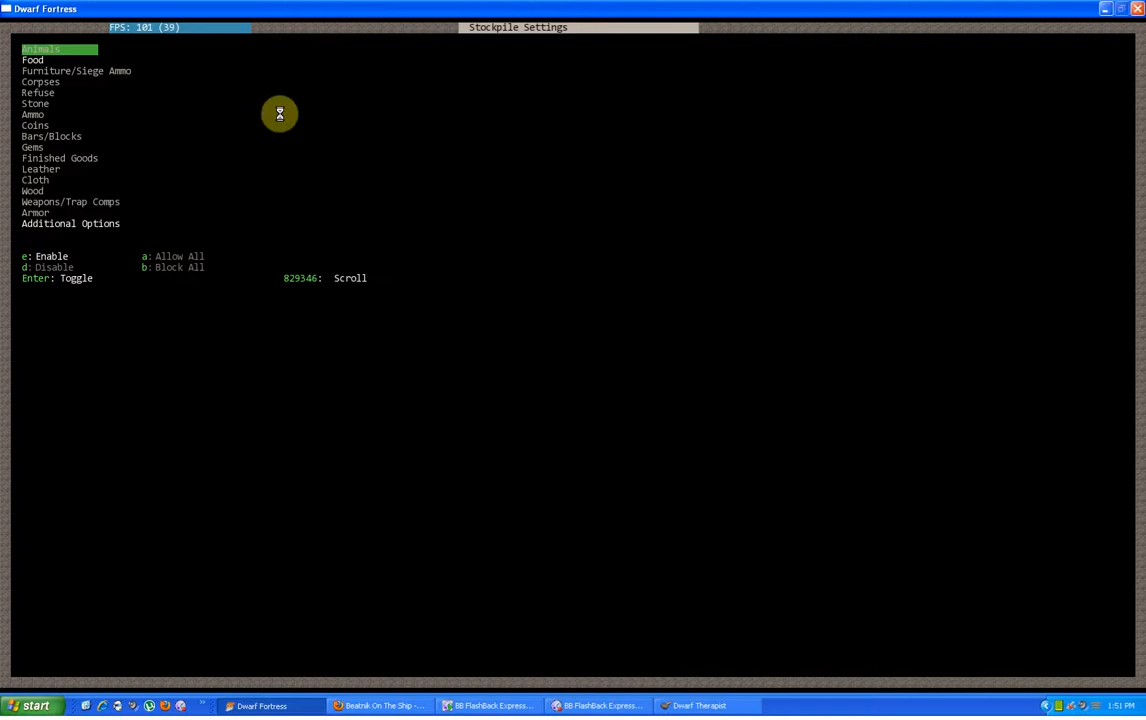 Dwarf Fortress
FPS: 101 (39)
Stockpile Settings
Animals
Food
Furniture/Siege Ammo
Corpses
Refuse
Stone
Ammo
Coins
Bars/Blocks
Gems
Finished Goods
Leather
Cloth
Wood
Weapons/Trap Comps
Armor
Additional Options
e: Enable a: Allow All
d: Disable b: Block All
Enter: Toggle 829346: Scroll
start
Dwarf Fortress
Beatnik On The Ship -...
BB FlashBack Express...
BB FlashBack Express...
Dwarf Therapist
1:51 PM